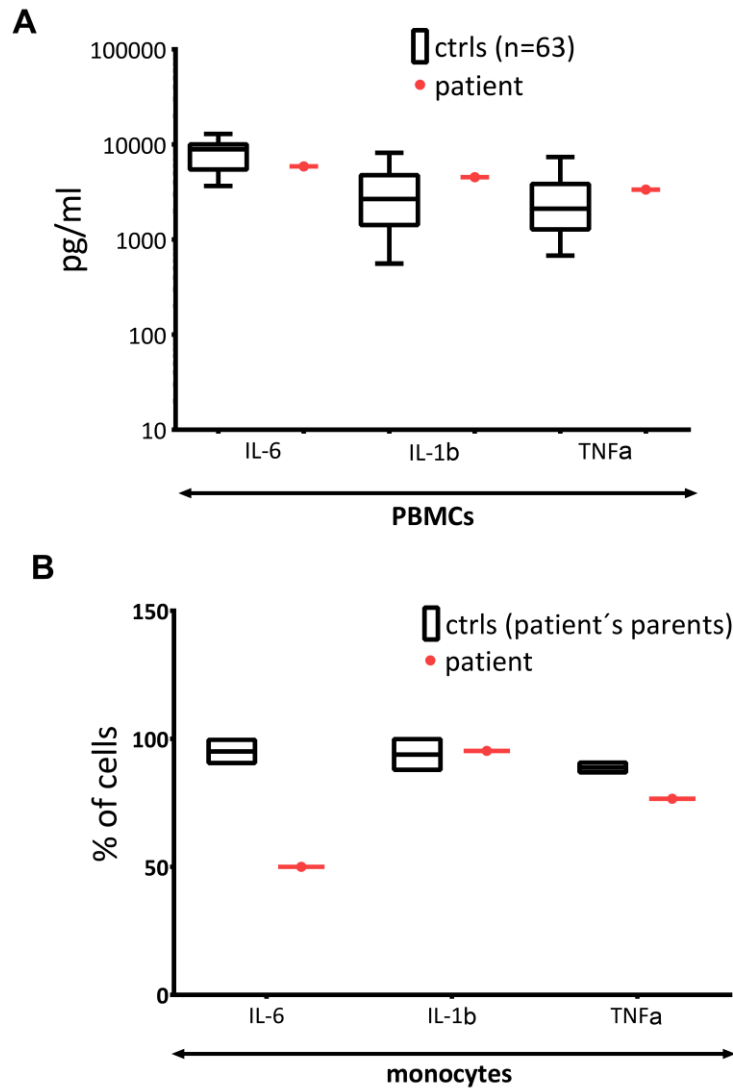 A
100000
10000
1000
100
10
pg/ml
ctrls (n=63)
patient
IL-6 IL-1b TNFa
PBMCs
B
150
100
50
0
% of cells
ctrls (patient´s parents)
patient
IL-6 IL-1b TNFa
monocytes